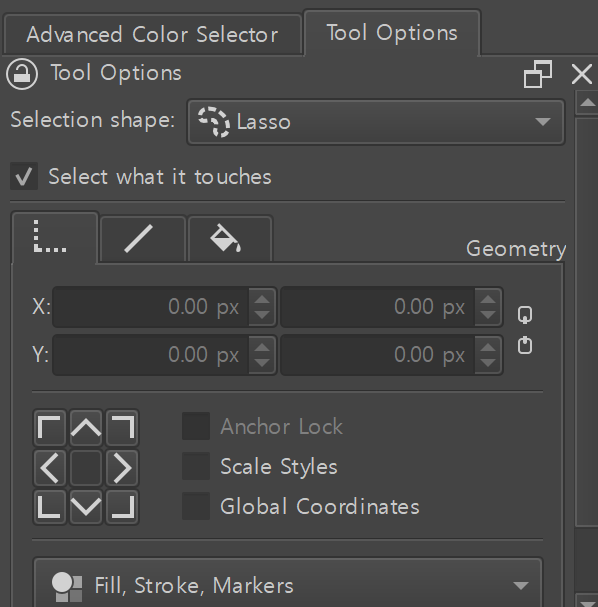 Advanced Color Selector Tool Options
Tool Options
Selection shape: Lasso
Select what it touches
Geometry
X: 0.00 px 0.00 px
Y: 0.00 px 0.00 px
Anchor Lock
Scale Styles
Global Coordinates
Fill, Stroke, Markers